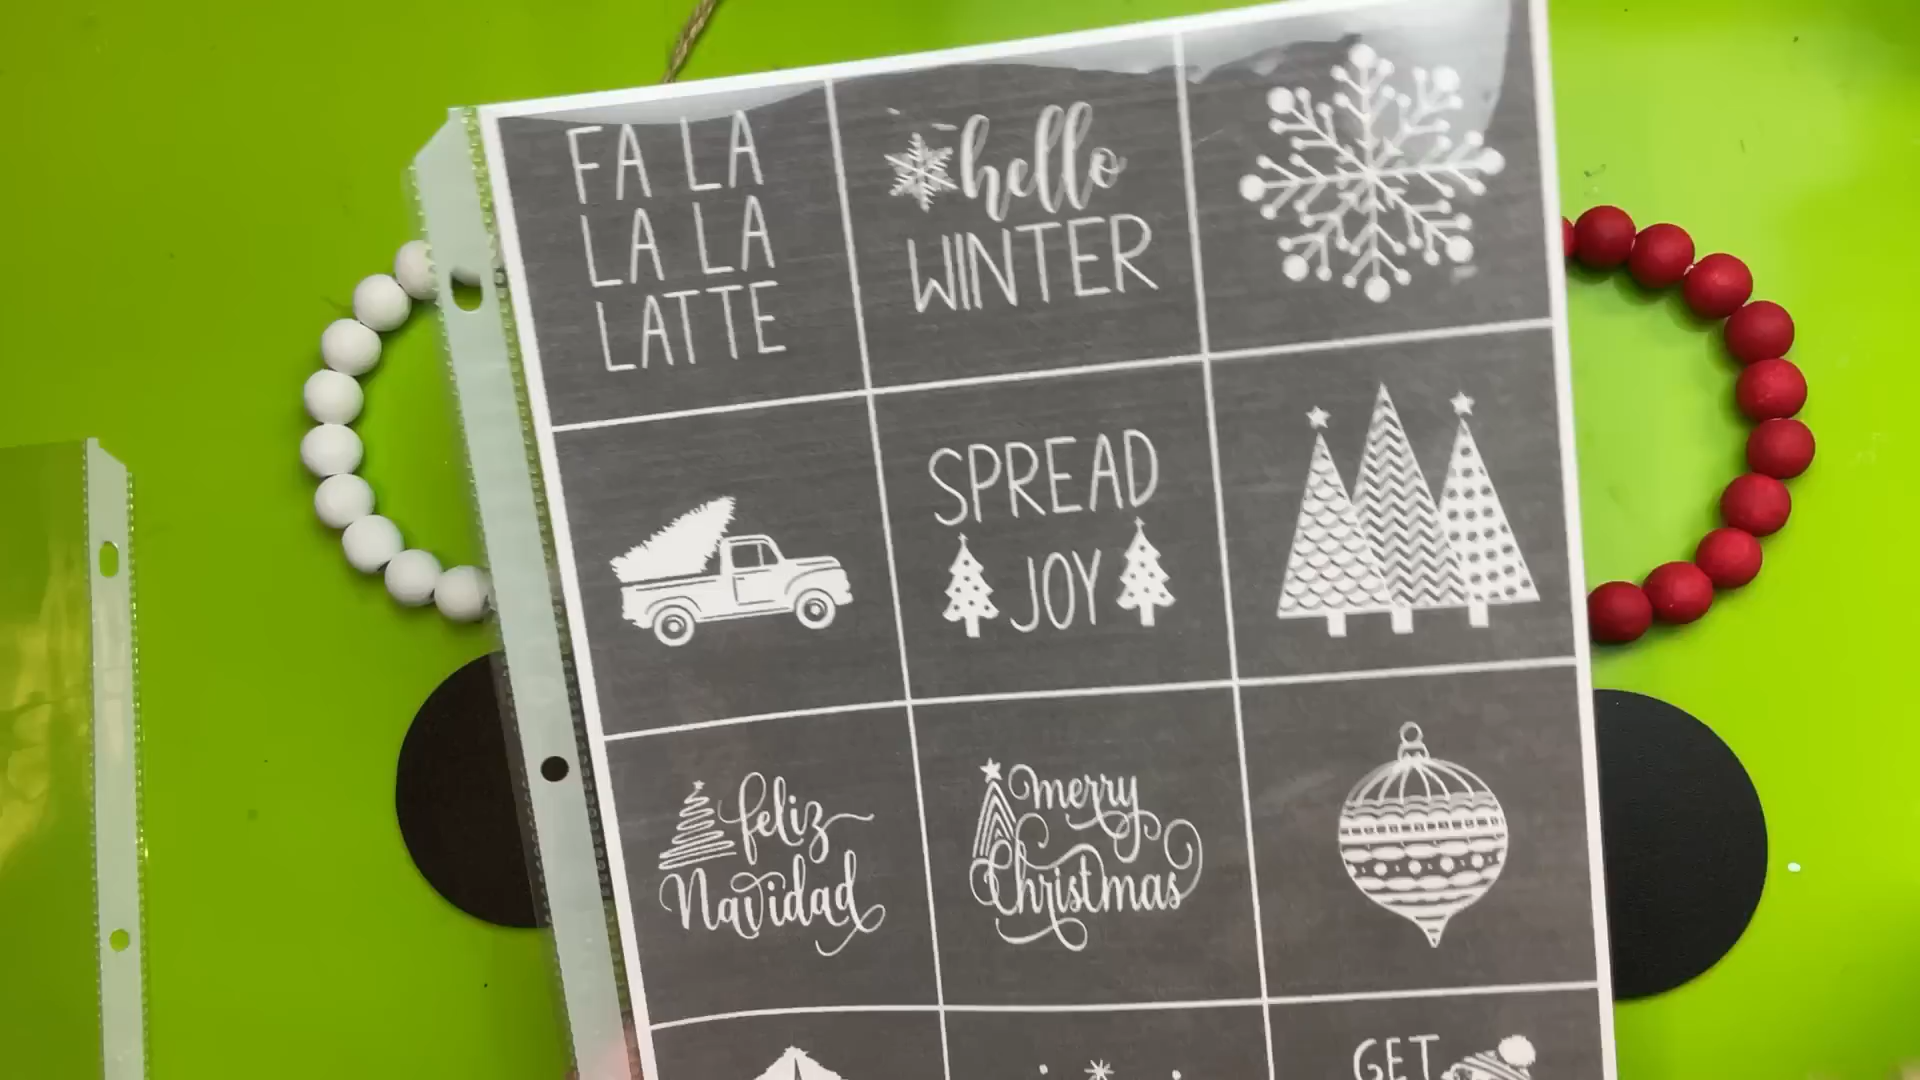 FA LA
LA LA
LATTE
hello
WINTER
SPREAD
JOY
feliz
Navidad
merry
Christmas
GET